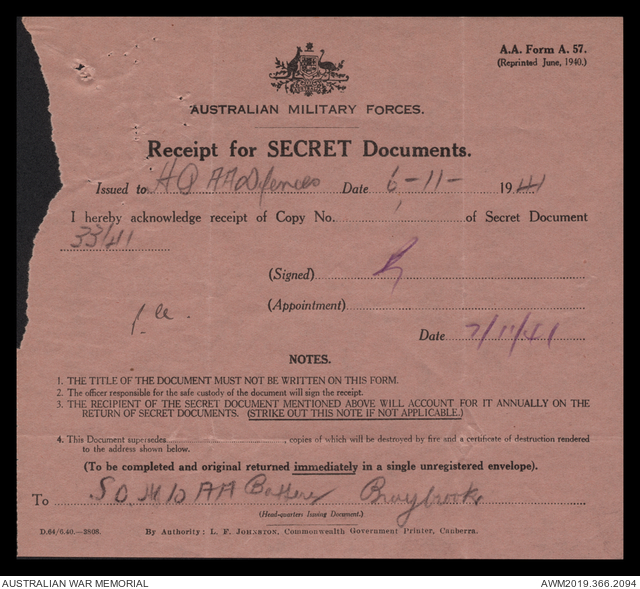 A.A. Form A. 57.
(Reprinted June, 1940.)
AUSTRALIAN MILITARY FORCES.
Receipt for SECRET Documents.
Issued to H Q AA Defences Date 6-11- 1941
I hereby acknowledge receipt of Copy No. 1 of Secret Document
33/41
(Signed)
(Appointment)
Date 7/11/41
NOTES.
1. THE TITLE OF THE DOCUMENT MUST NOT BE WRITTEN ON THIS FORM.
2. The officer responsible for the safe custody of the document will sign the receipt.
3. THE RECIPIENT OF THE SECRET DOCUMENT MENTIONED ABOVE WILL ACCOUNT FOR IT ANNUALLY ON THE
RETURN OF SECRET DOCUMENTS. (STRIKE OUT THIS NOTE IF NOT APPLICABLE.)
4. This Document supersedes, copies of which will be destroyed by fire and a certificate of destruction rendered
to the address shown below.
(To be completed and original returned immediately in a single unregistered envelope).
To AA Battery Braybrook
(Head-quarters Issuing Document.)
D.64/6.40.—2808. By Authority: L. F. JOHNSTON, Commonwealth Government Printer, Canberra.
AUSTRALIAN WAR MEMORIAL AWM2019.366.2094